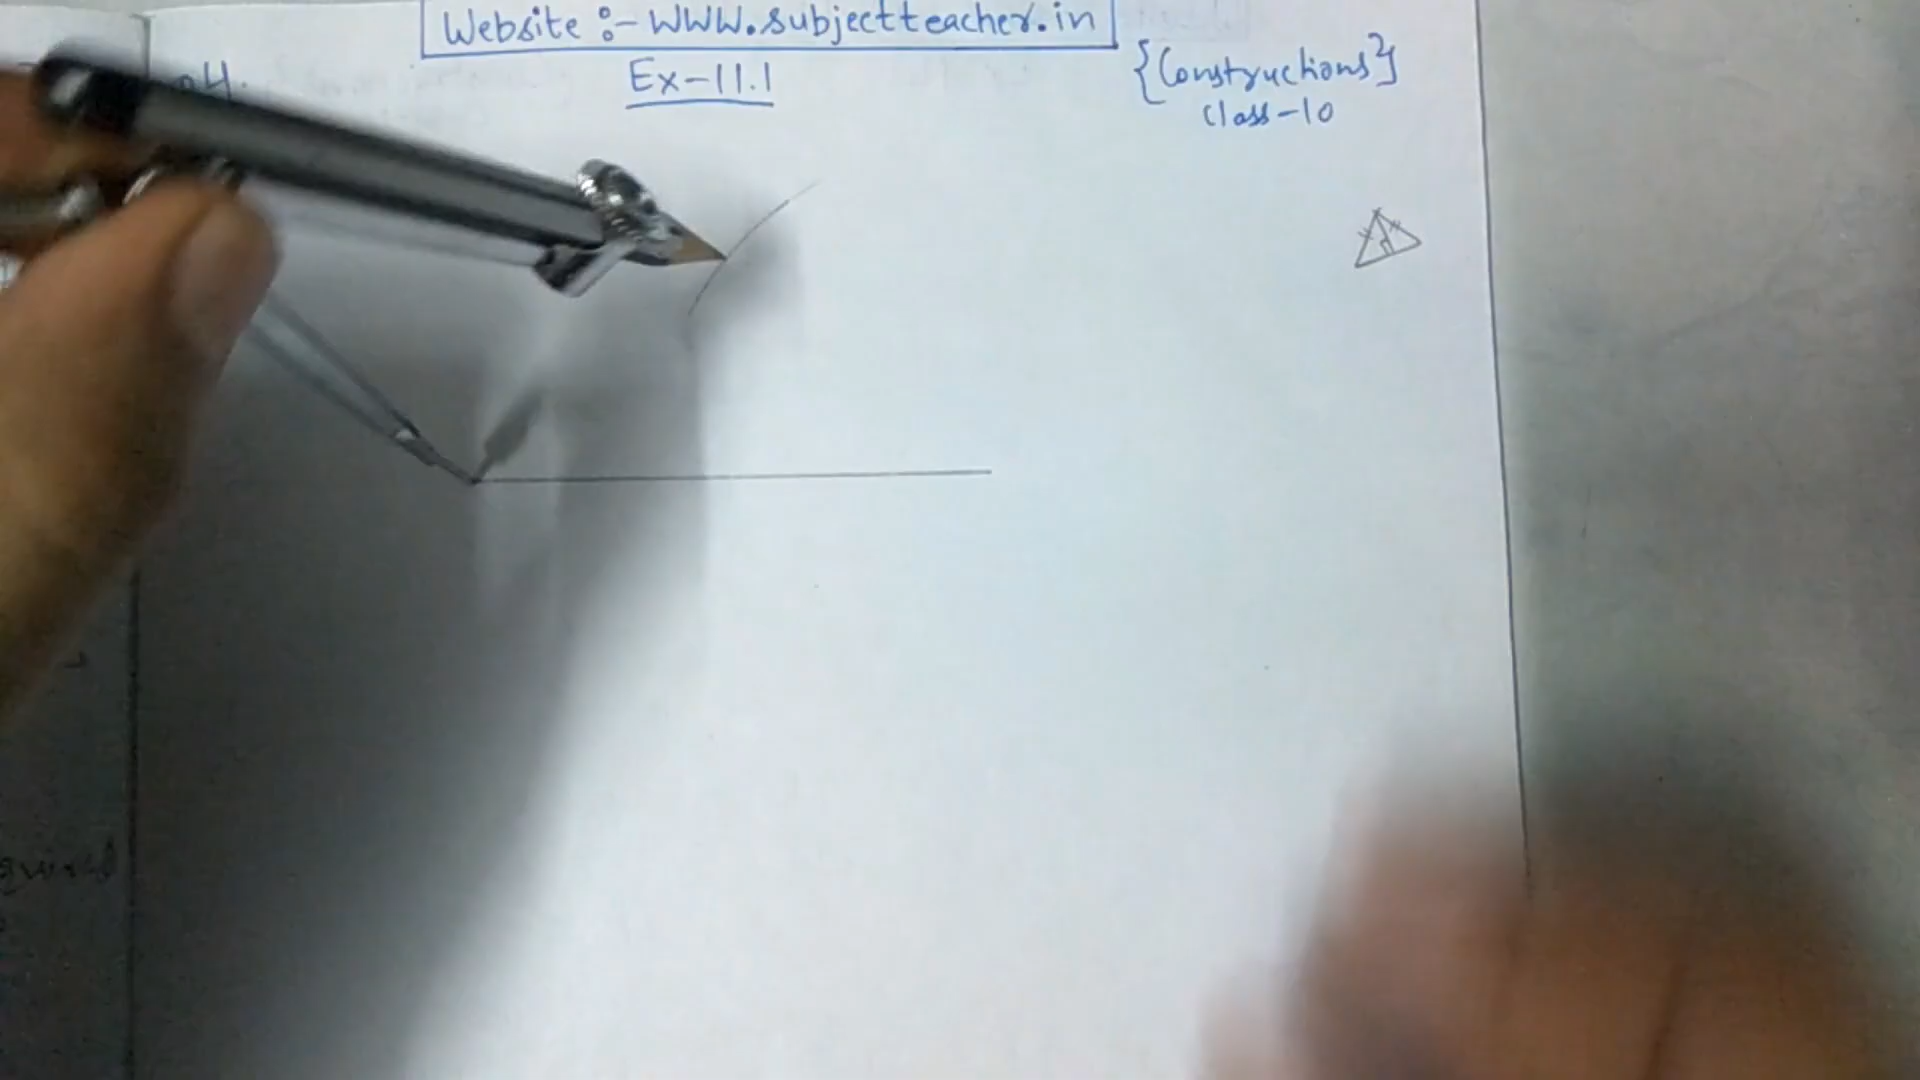 Website :- WWW.subjectteacher.in
Ex-11.1
{Constructions}
Class-10